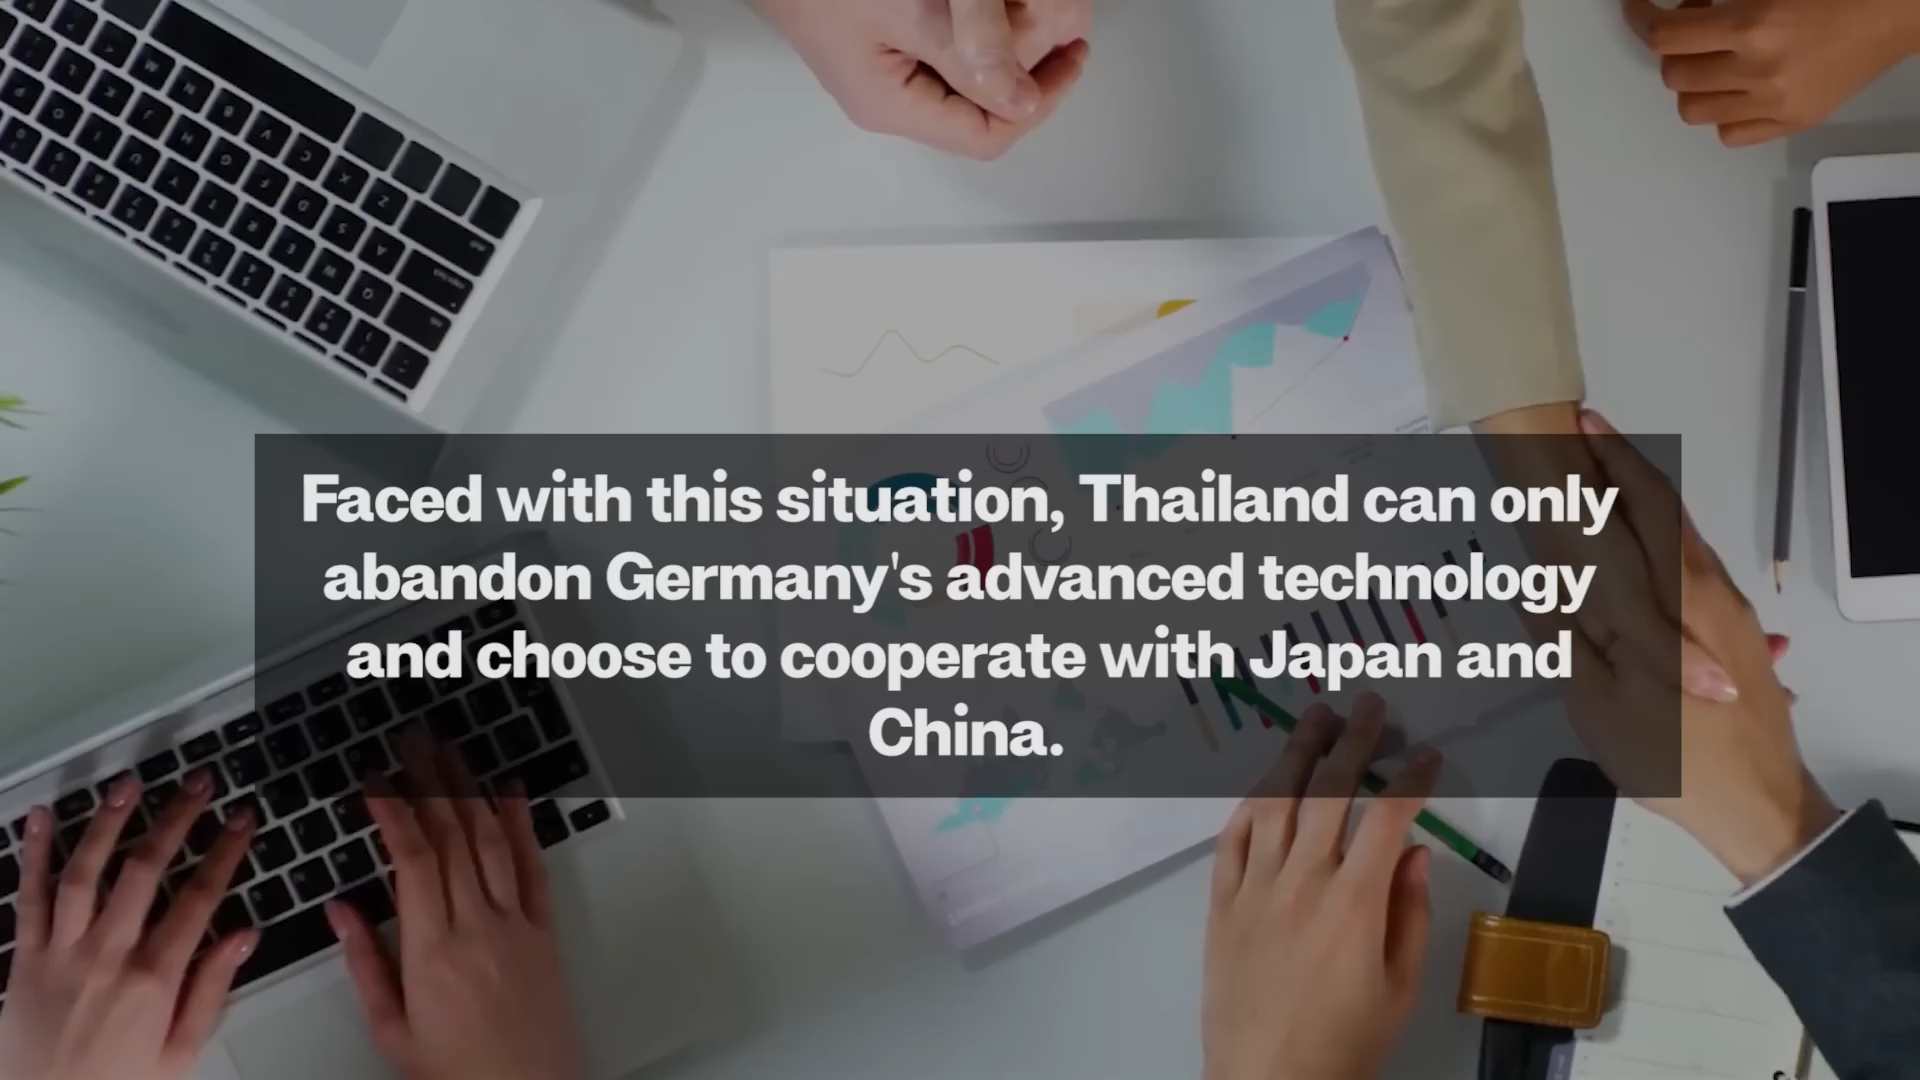 Faced with this situation, Thailand can only
abandon Germany's advanced technology
and choose to cooperate with Japan and
China.